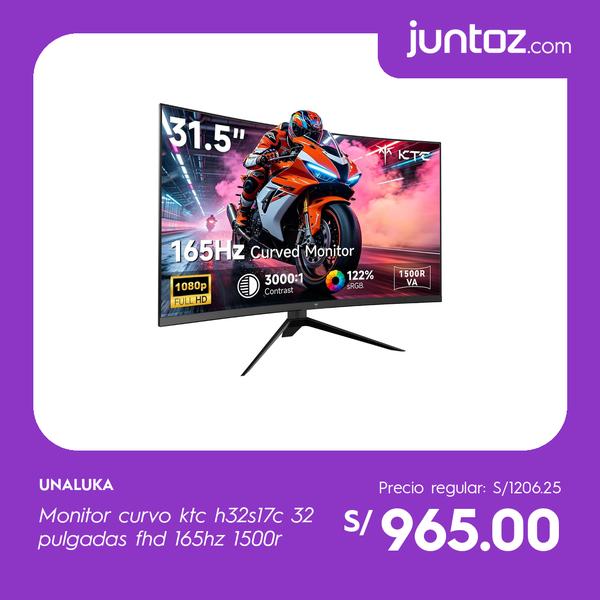 juntoz.com
31.5"
KTC
165Hz Curved Monitor
1080p
FULL HD
3000:1
Contrast
122%
sRGB
1500R
VA
UNALUKA
Monitor curvo ktc h32s17c 32
pulgadas fhd 165hz 1500r
Precio regular: S/1206.25
S/ 965.00